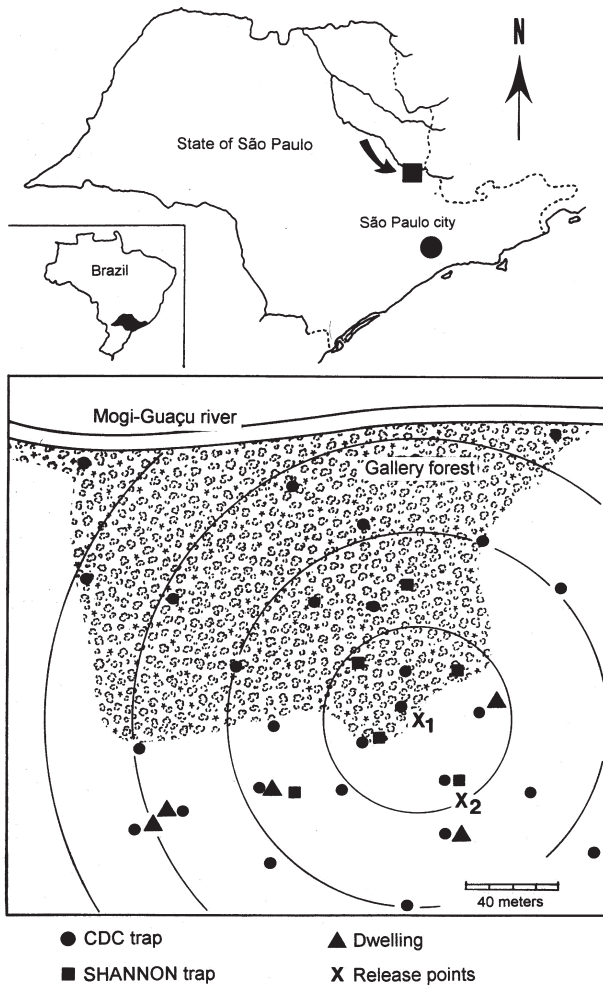 N
State of São Paulo
São Paulo city
Brazil
Mogi-Guaçu river
Gallery forest
X1
X2
40 meters
CDC trap
Dwelling
SHANNON trap
X Release points